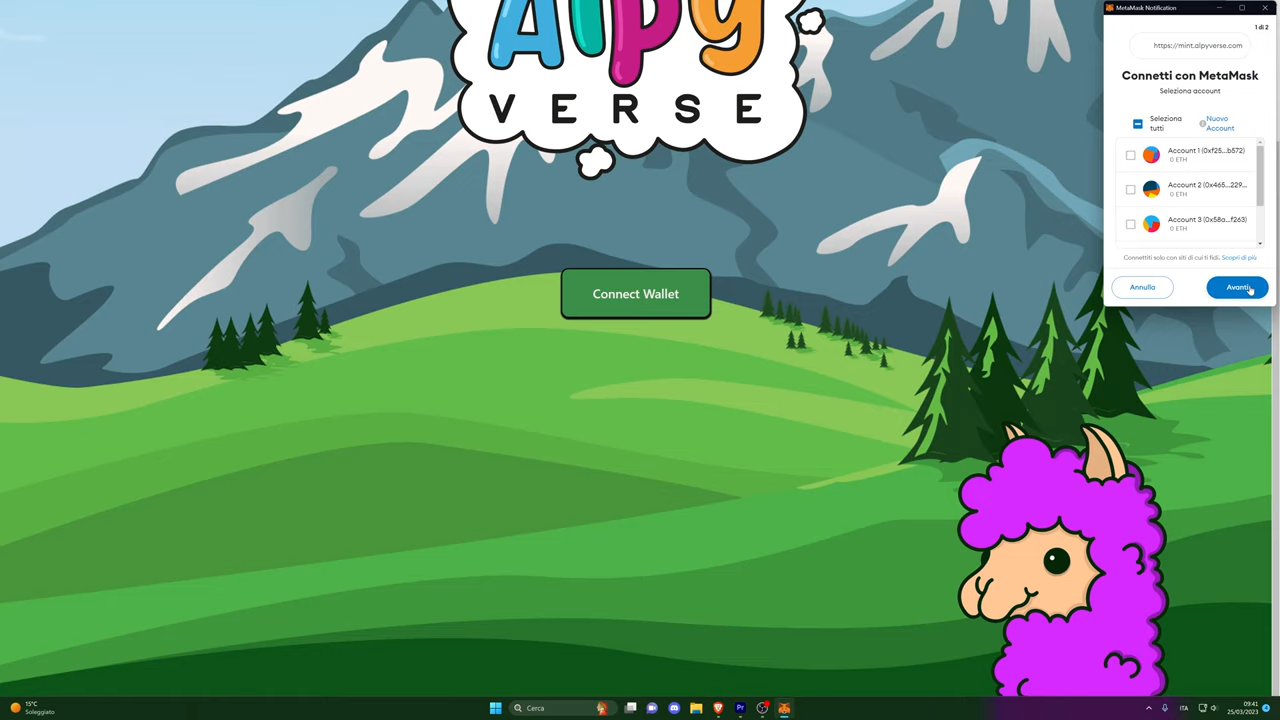 Alpy
VERSE
Connect Wallet
MetaMask Notification
1 di 2
https://mint.alpyverse.com
Connetti con MetaMask
Seleziona account
Seleziona
tutti
Nuovo
Account
Account 1 (0xf25...b572)
0 ETH
Account 2 (0x465...229...
0 ETH
Account 3 (0x58a...f263)
0 ETH
Connettiti solo con siti di cui ti fidi. Scopri di più
Annulla
Avanti
15°C
Soleggiato
Cerca
Pr
ITA
09:41
25/03/2023